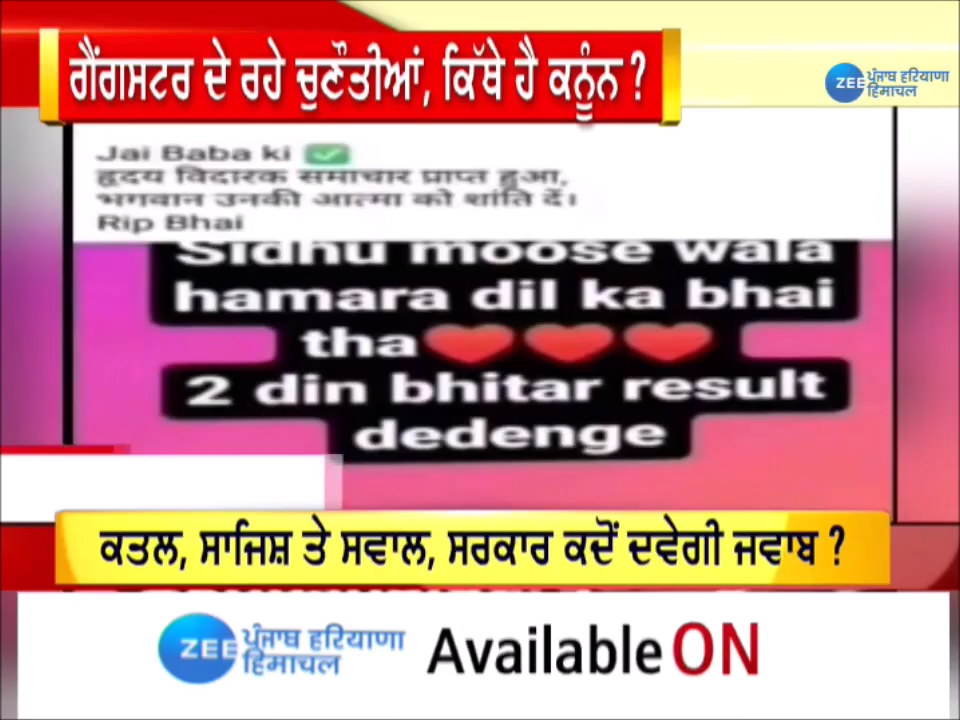 ਗੈਂਗਸਟਰ ਦੇ ਰਹੇ ਚੁਣੌਤੀਆਂ, ਕਿੱਥੇ ਹੈ ਕਨੂੰਨ ?
ZEE ਪੰਜਾਬ ਹਰਿਆਣਾ
ਹਿਮਾਚਲ
Jai Baba ki ✅
हृदय विदारक समाचार प्राप्त हुआ,
भगवान उनकी आत्मा को शांति दें।
Rip Bhai
Sidhu moose wala
hamara dil ka bhai
tha❤️❤️❤️
2 din bhitar result
dedenge
ਕਤਲ, ਸਾਜਿਸ਼ ਤੇ ਸਵਾਲ, ਸਰਕਾਰ ਕਦੋਂ ਦਵੇਗੀ ਜਵਾਬ ?
ZEE ਪੰਜਾਬ ਹਰਿਆਣਾ
ਹਿਮਾਚਲ
Available ON